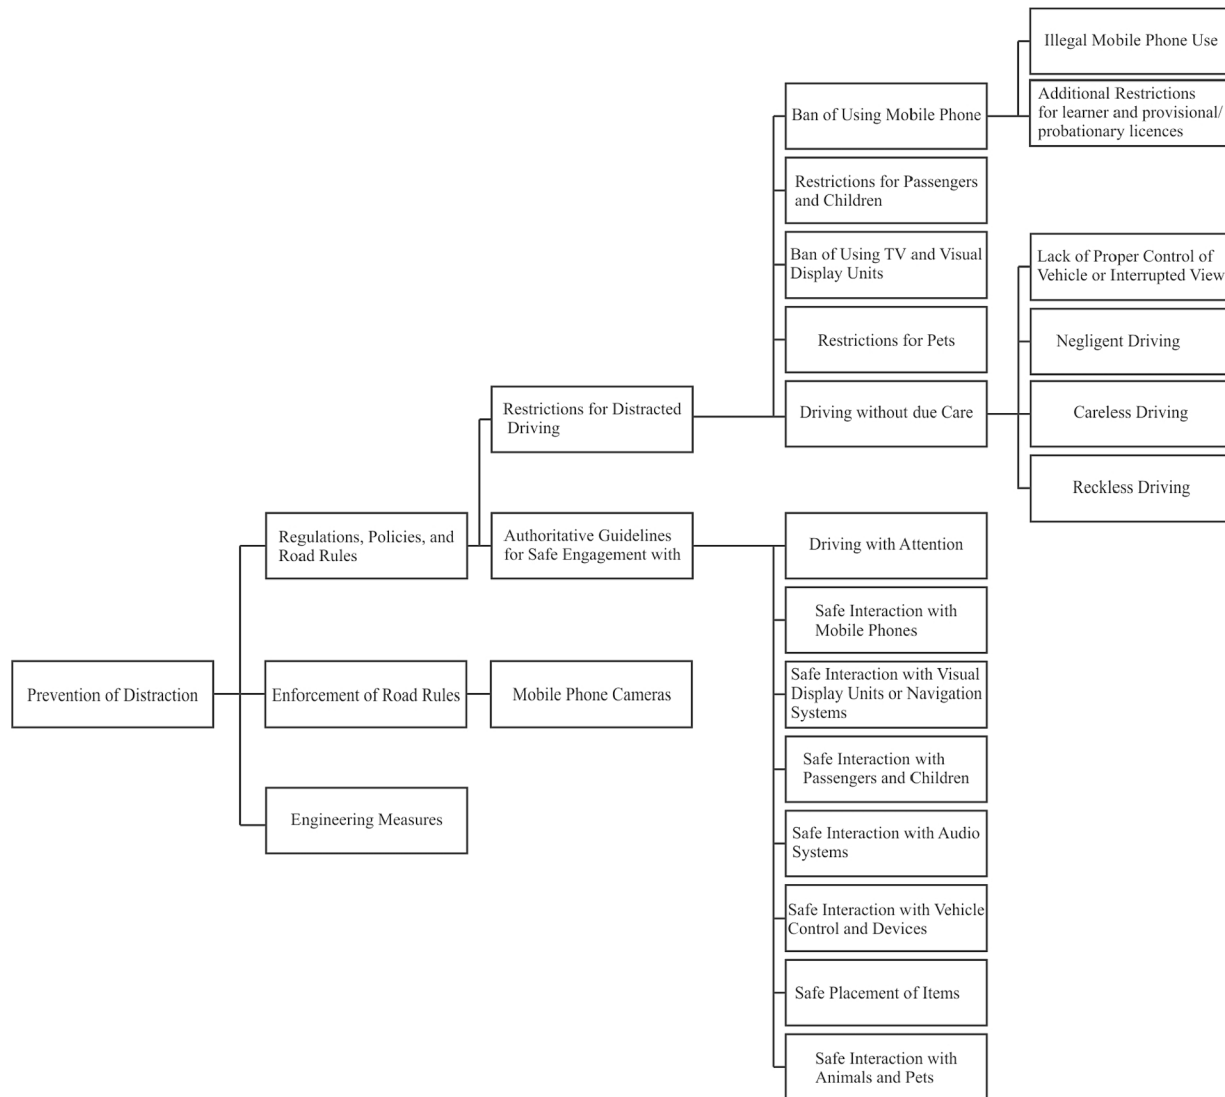 Illegal Mobile Phone Use
Additional Restrictions
for learner and provisional/
probationary licences
Ban of Using Mobile Phone
Restrictions for Passengers
and Children
Ban of Using TV and Visual
Display Units
Restrictions for Pets
Driving without due Care
Lack of Proper Control of
Vehicle or Interrupted View
Negligent Driving
Careless Driving
Reckless Driving
Restrictions for Distracted
Driving
Regulations, Policies, and
Road Rules
Authoritative Guidelines
for Safe Engagement with
Driving with Attention
Safe Interaction with
Mobile Phones
Prevention of Distraction
Enforcement of Road Rules
Mobile Phone Cameras
Safe Interaction with Visual
Display Units or Navigation
Systems
Safe Interaction with
Passengers and Children
Engineering Measures
Safe Interaction with Audio
Systems
Safe Interaction with Vehicle
Control and Devices
Safe Placement of Items
Safe Interaction with
Animals and Pets